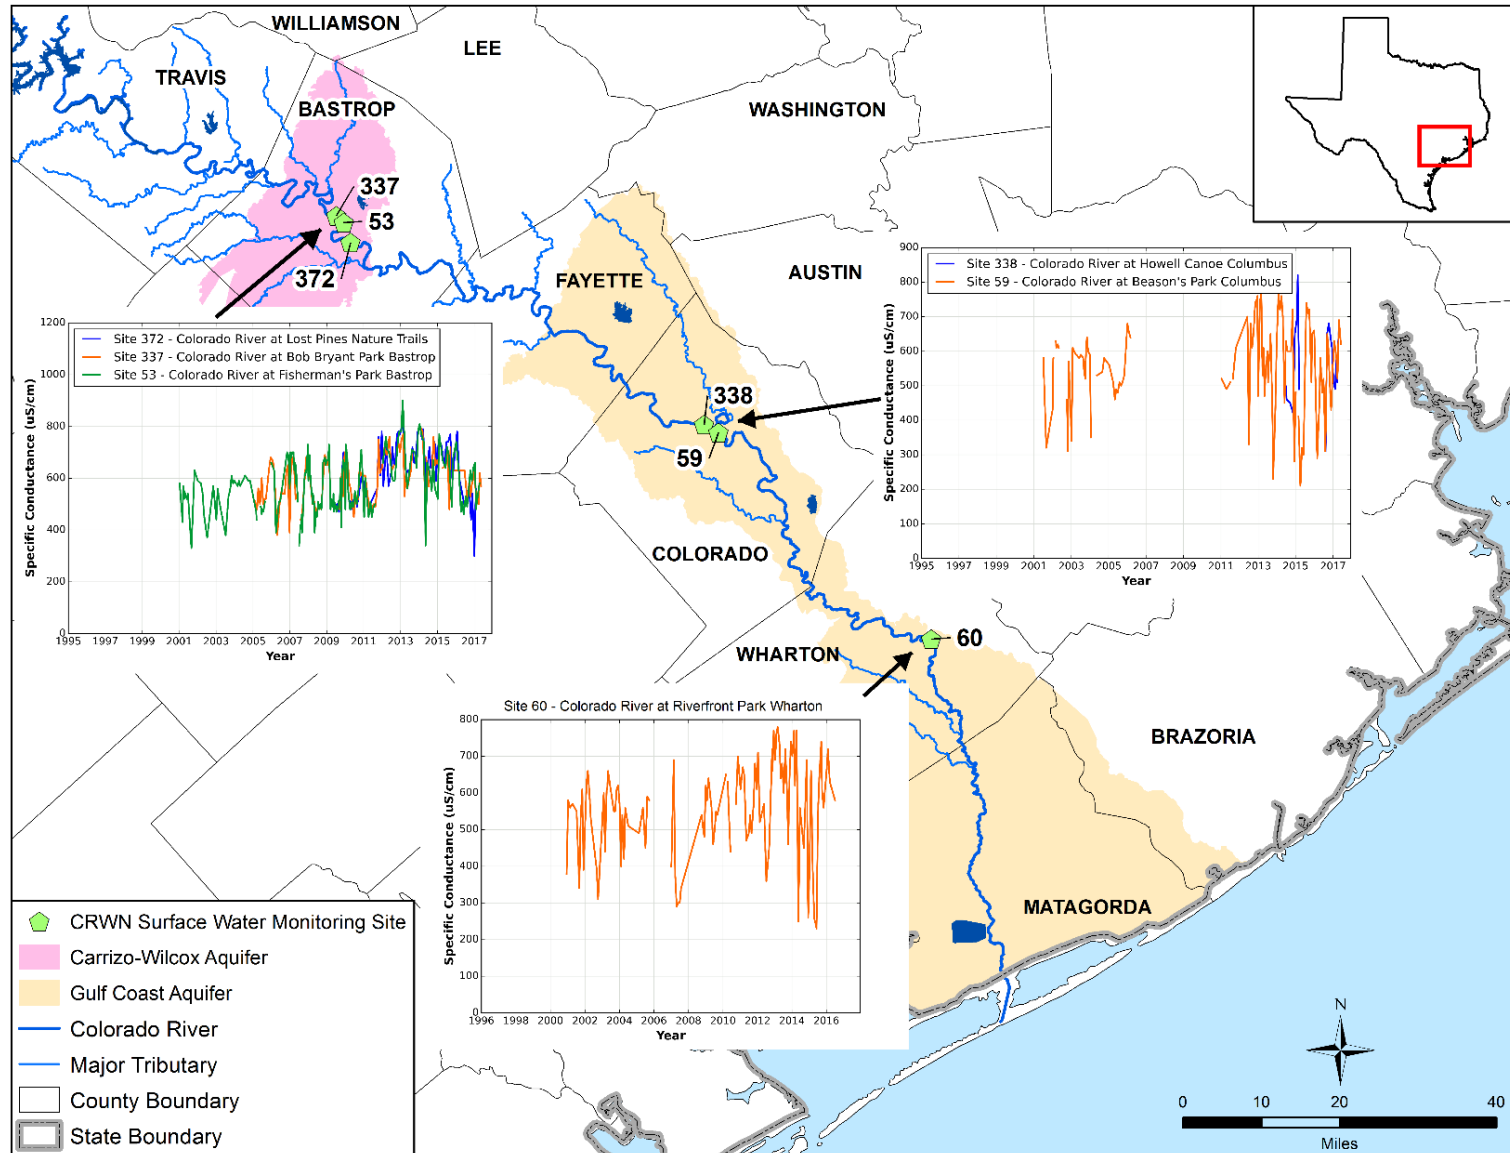 WILLIAMSON
LEE
TRAVIS
BASTROP
WASHINGTON
337
53
372
FAYETTE
AUSTIN
338
59
COLORADO
WHARTON
60
BRAZORIA
MATAGORDA
Site 372 - Colorado River at Lost Pines Nature Trails
Site 337 - Colorado River at Bob Bryant Park Bastrop
Site 53 - Colorado River at Fisherman's Park Bastrop
Specific Conductance (uS/cm)
1200
1000
800
600
400
200
0
1995 1997 1999 2001 2003 2005 2007 2009 2011 2013 2015 2017
Year
Site 338 - Colorado River at Howell Canoe Columbus
Site 59 - Colorado River at Beason's Park Columbus
Specific Conductance (uS/cm)
900
800
700
600
500
400
300
200
100
0
1995 1997 1999 2001 2003 2005 2007 2009 2011 2013 2015 2017
Year
Site 60 - Colorado River at Riverfront Park Wharton
Specific Conductance (uS/cm)
800
700
600
500
400
300
200
100
0
1996 1998 2000 2002 2004 2006 2008 2010 2012 2014 2016
Year
CRWN Surface Water Monitoring Site
Carrizo-Wilcox Aquifer
Gulf Coast Aquifer
Colorado River
Major Tributary
County Boundary
State Boundary
N
0 10 20 40
Miles